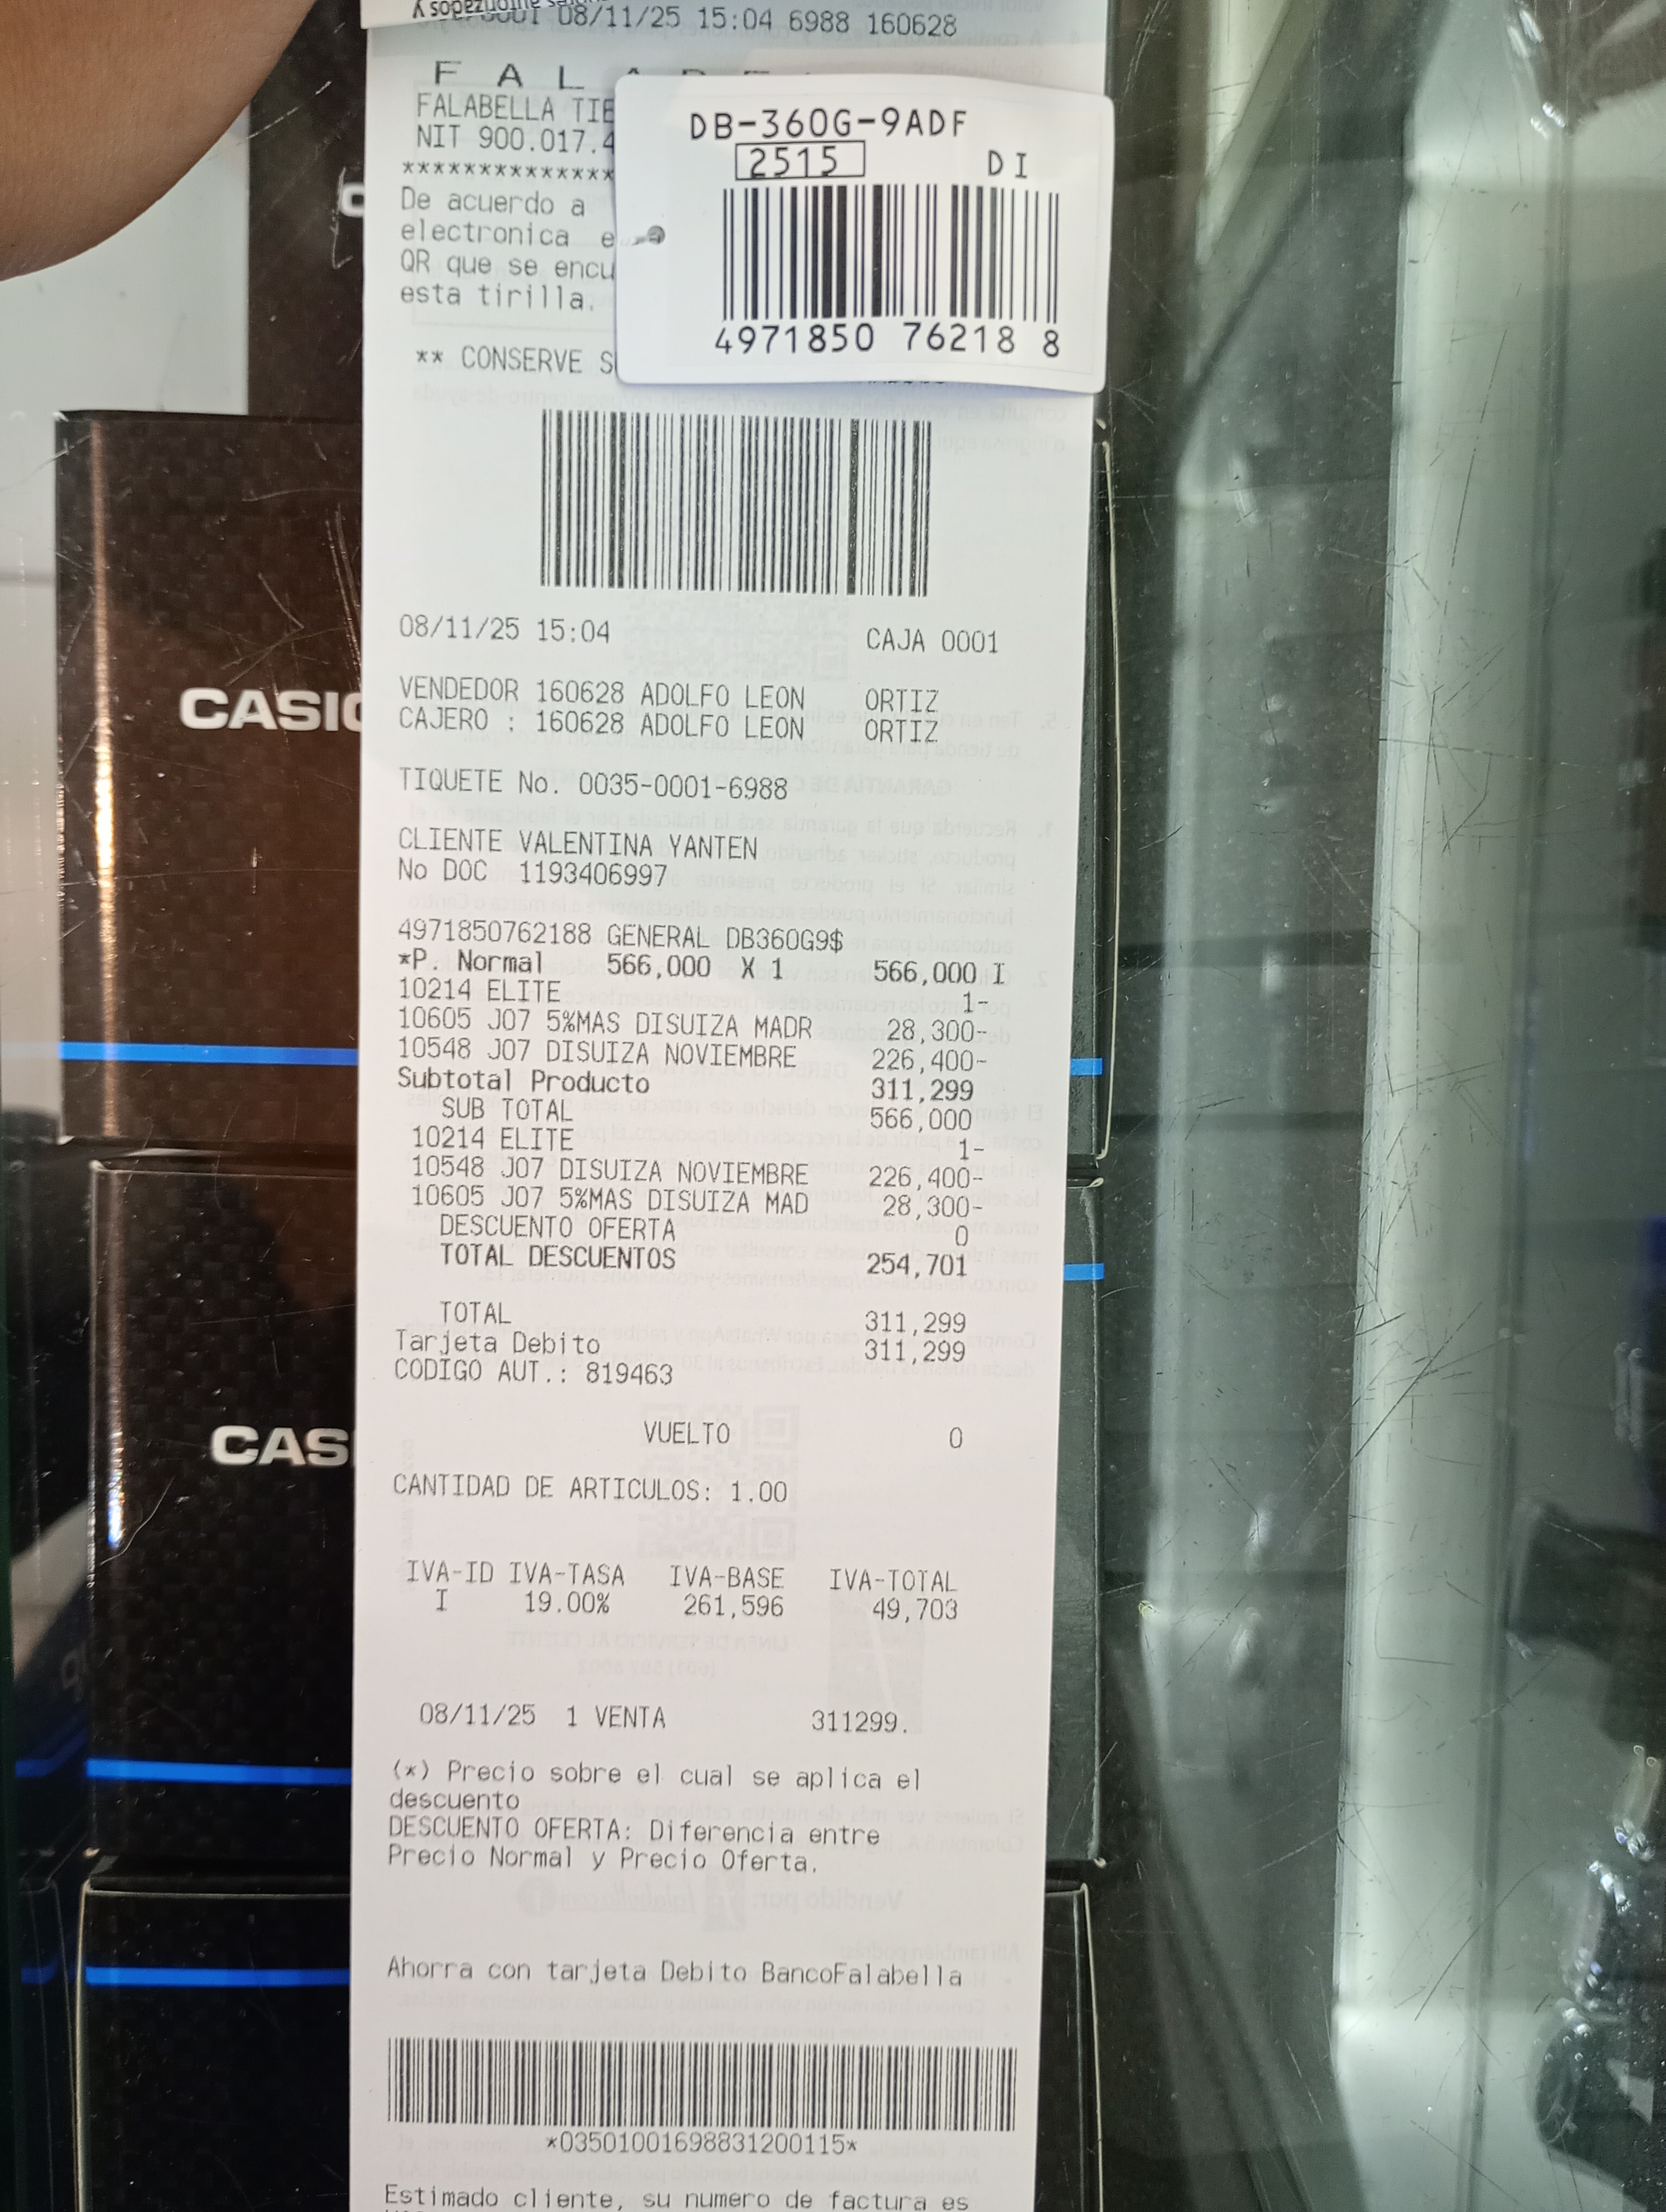 08/11/25 15:04 6988 160628
F A L
FALABELLA TIE
NIT 900.017.4
**************
De acuerdo a
electronica e
QR que se encu
esta tirilla.
** CONSERVE S
DB-360G-9ADF
2515 DI
4971850 76218 8
08/11/25 15:04 CAJA 0001
VENDEDOR 160628 ADOLFO LEON ORTIZ
CAJERO : 160628 ADOLFO LEON ORTIZ
TIQUETE No. 0035-0001-6988
CLIENTE VALENTINA YANTEN
No DOC 1193406997
4971850762188 GENERAL DB360G9$
*P. Normal 566,000 X 1 566,000 I
10214 ELITE 1-
10605 J07 5%MAS DISUIZA MADR 28,300-
10548 J07 DISUIZA NOVIEMBRE 226,400-
Subtotal Producto 311,299
SUB TOTAL 566,000
10214 ELITE 1-
10548 J07 DISUIZA NOVIEMBRE 226,400-
10605 J07 5%MAS DISUIZA MAD 28,300-
DESCUENTO OFERTA 0
TOTAL DESCUENTOS 254,701
TOTAL 311,299
Tarjeta Debito 311,299
CODIGO AUT.: 819463
VUELTO 0
CANTIDAD DE ARTICULOS: 1.00
IVA-ID IVA-TASA IVA-BASE IVA-TOTAL
I 19.00% 261,596 49,703
08/11/25 1 VENTA 311299.
(*) Precio sobre el cual se aplica el
descuento
DESCUENTO OFERTA: Diferencia entre
Precio Normal y Precio Oferta.
Ahorra con tarjeta Debito BancoFalabella
*03501001698831200115*
Estimado cliente, su numero de factura es
CASIO
CAS